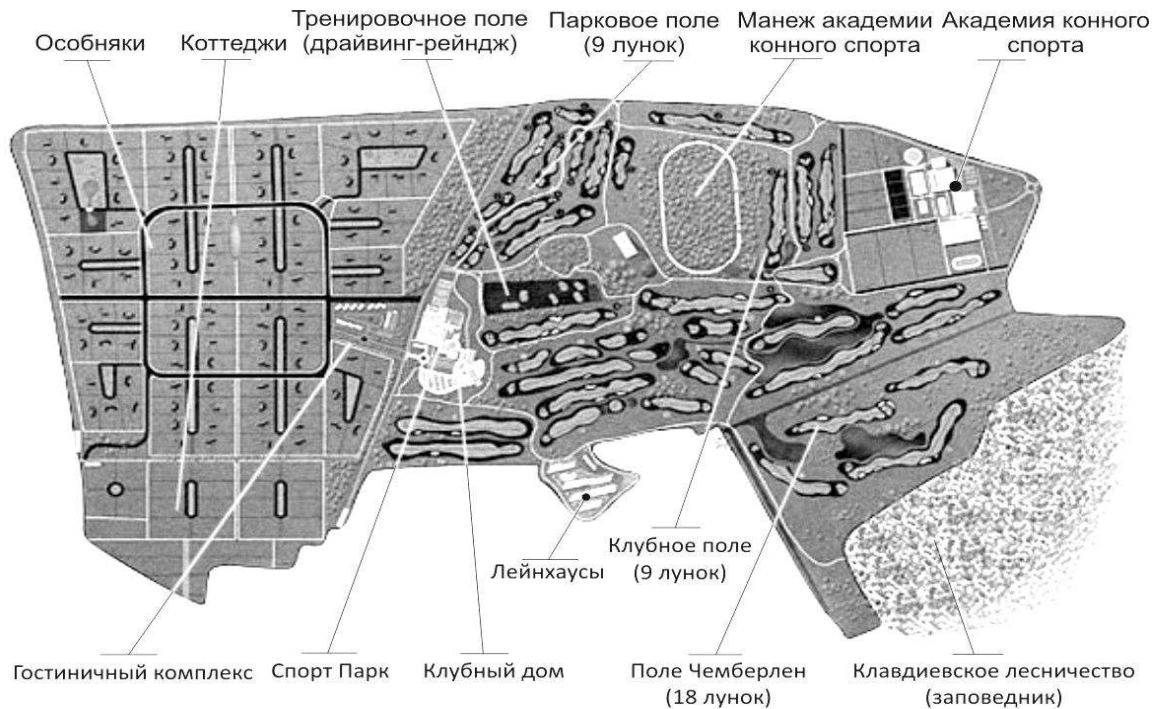 Особняки
Коттеджи
Тренировочное поле
(драйвинг-рейндж)
Парковое поле
(9 лунок)
Манеж академии
конного спорта
Академия конного
спорта
Лейнхаусы
Клубное поле
(9 лунок)
Гостиничный комплекс
Спорт Парк
Клубный дом
Поле Чемберлен
(18 лунок)
Клавдиевское лесничество
(заповедник)